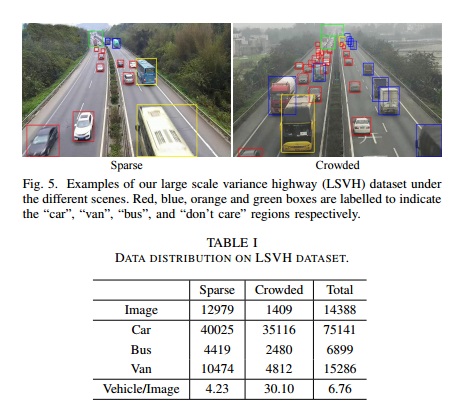 Sparse Crowded
Fig. 5. Examples of our large scale variance highway (LSVH) dataset under
the different scenes. Red, blue, orange and green boxes are labelled to indicate
the “car”, “van”, “bus”, and “don’t care” regions respectively.
TABLE I
DATA DISTRIBUTION ON LSVH DATASET.
Sparse Crowded Total
Image 12979 1409 14388
Car 40025 35116 75141
Bus 4419 2480 6899
Van 10474 4812 15286
Vehicle/Image 4.23 30.10 6.76